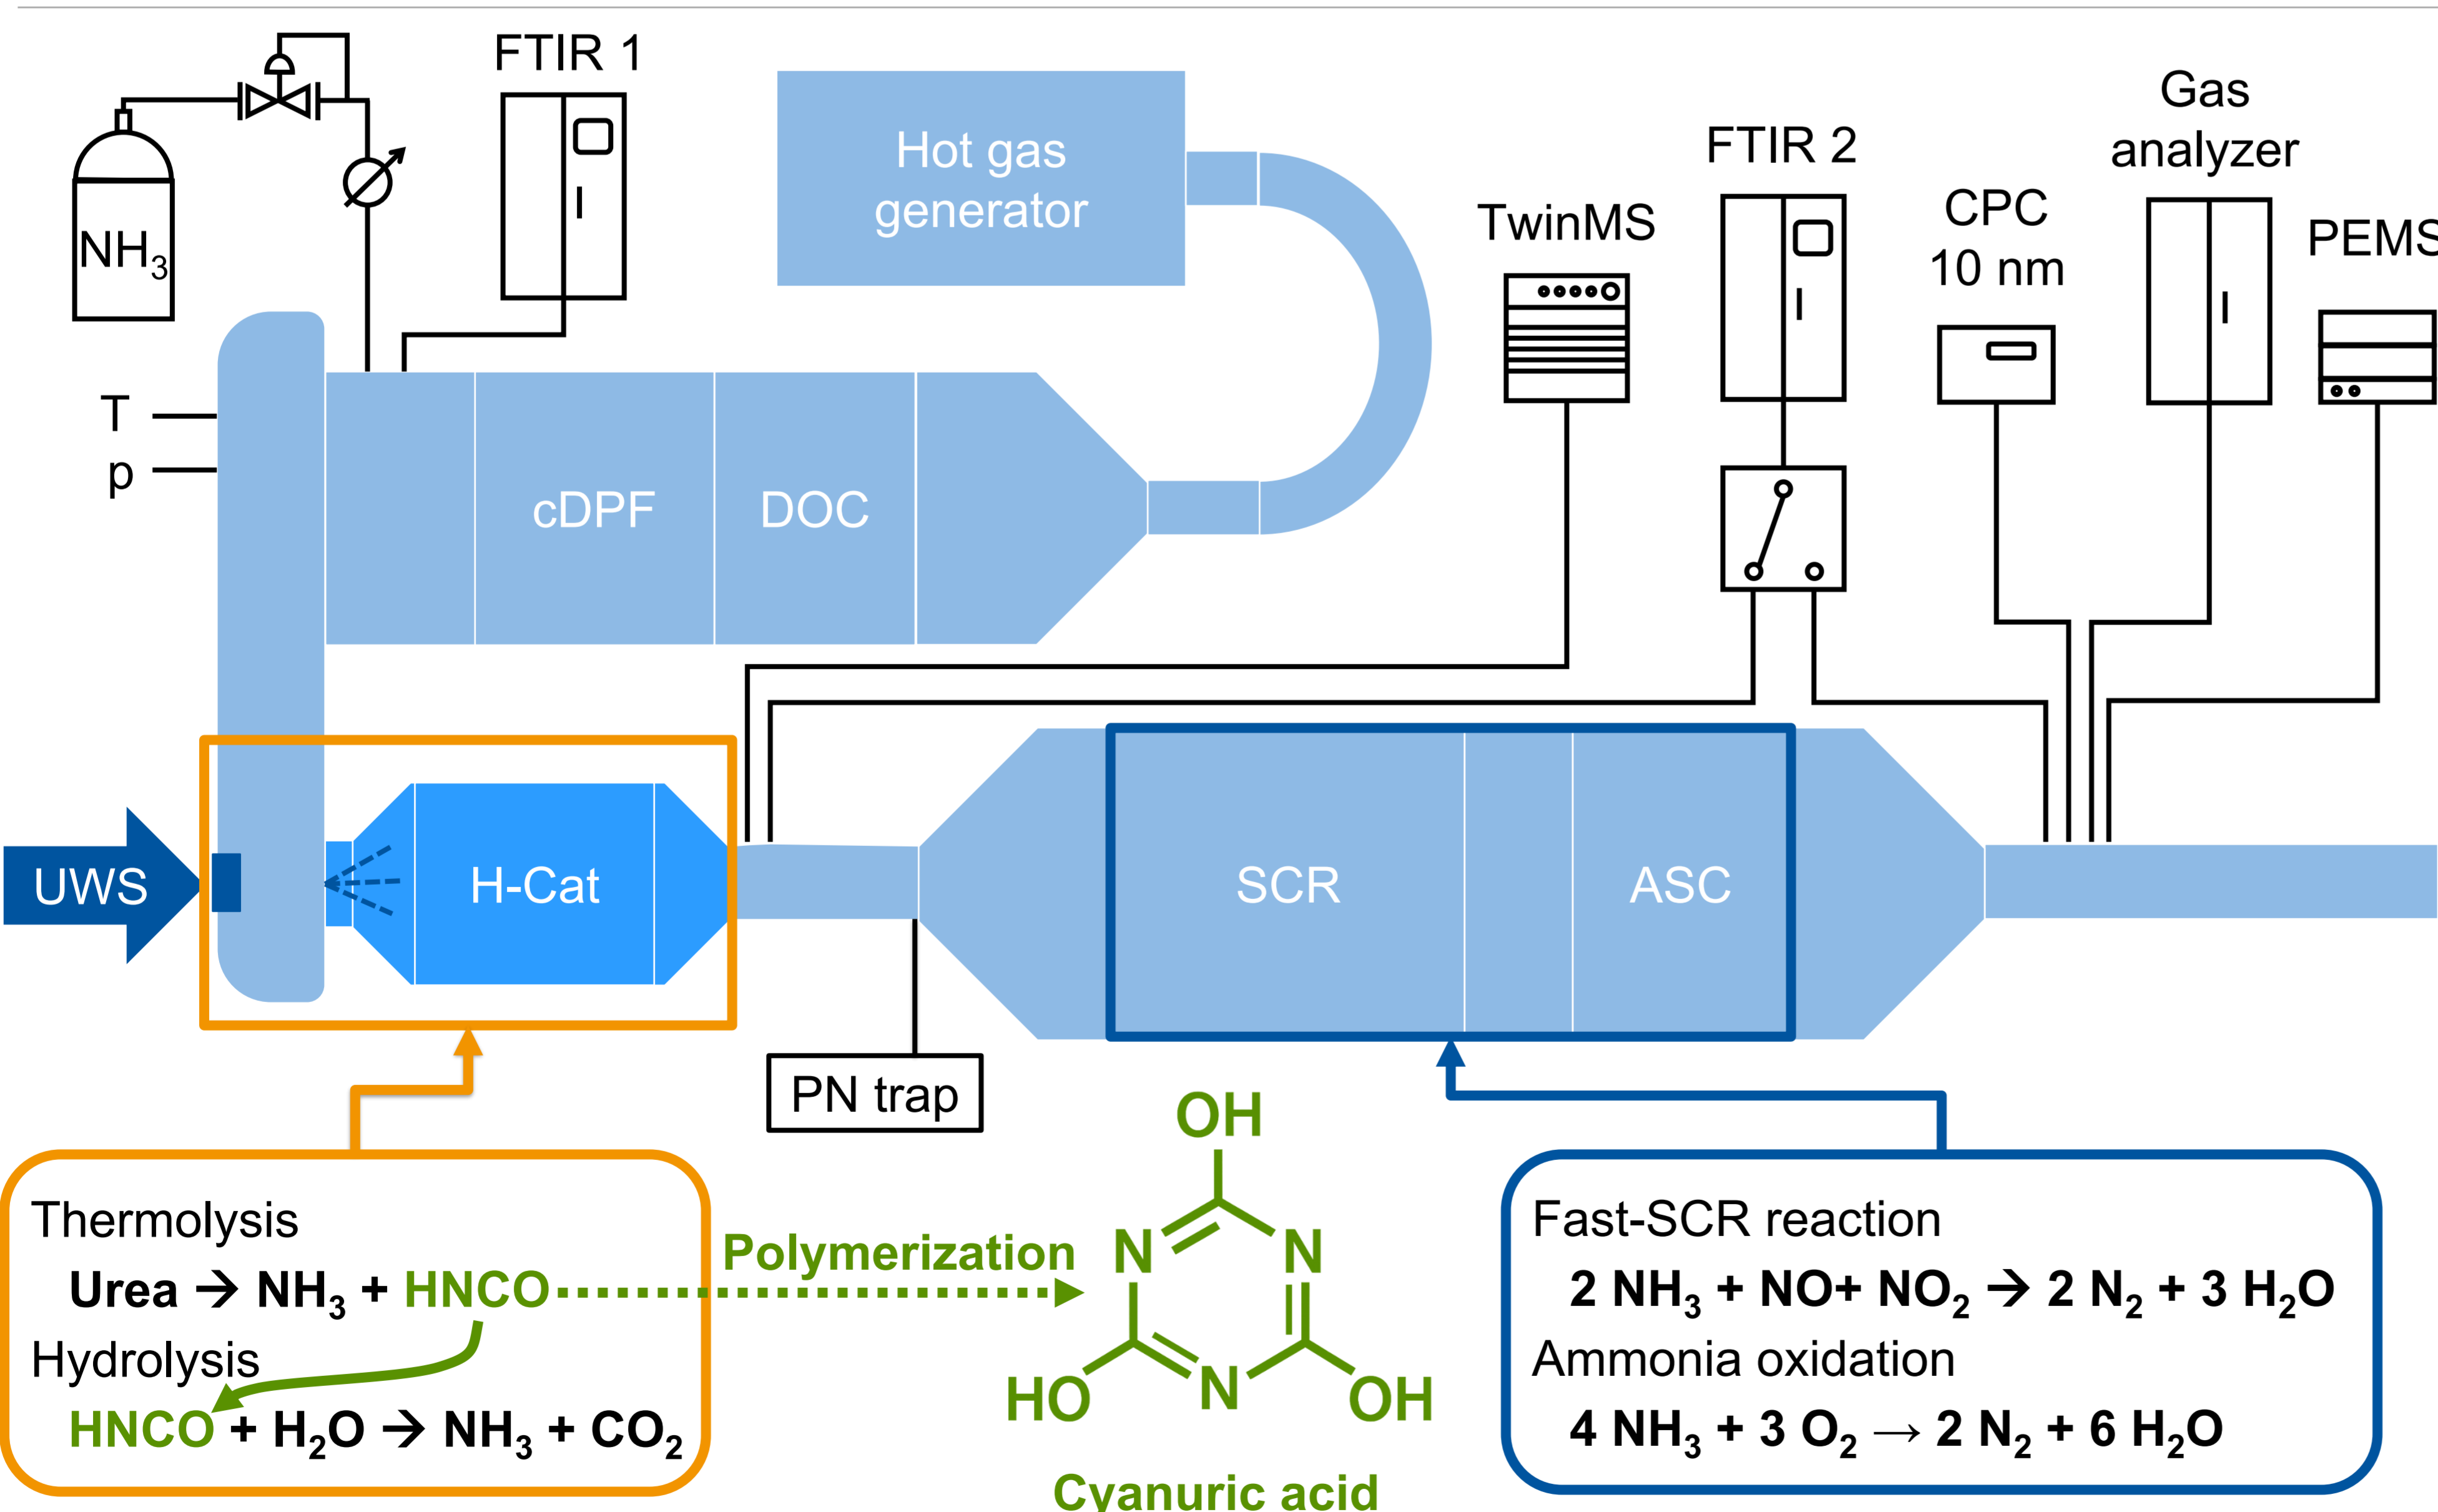 FTIR 1
NH3
Hot gas
generator
TwinMS
FTIR 2
CPC
10 nm
Gas
analyzer
PEMS
T
p
cDPF
DOC
UWS
H-Cat
SCR
ASC
PN trap
Thermolysis
Urea → NH3 + HNCO
Hydrolysis
HNCO + H2O → NH3 + CO2
Polymerization
OH
N
N
HO
N
OH
Cyanuric acid
Fast-SCR reaction
2 NH3 + NO+ NO2 → 2 N2 + 3 H2O
Ammonia oxidation
4 NH3 + 3 O2 → 2 N2 + 6 H2O